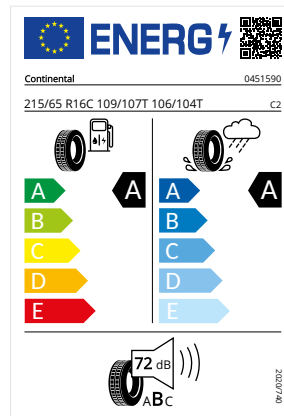 ENERG
Continental 0451590
215/65 R16C 109/107T 106/104T C2
A A A A
B B
C C
D D
E E
72 dB
ABC
2020/740